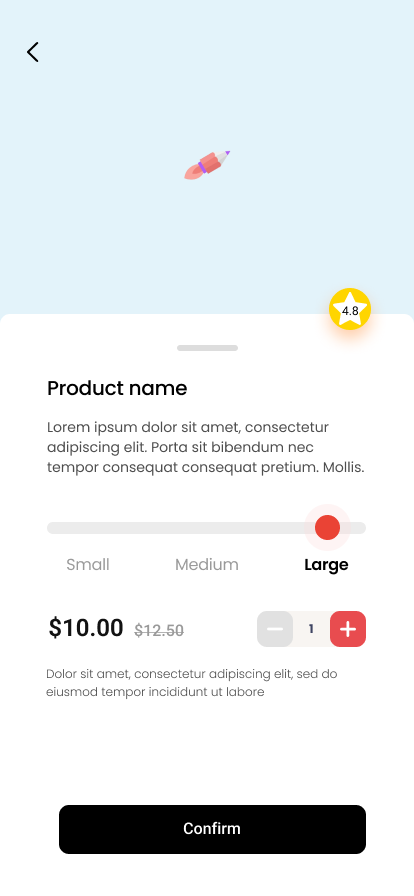 4.8
Product name
Lorem ipsum dolor sit amet, consectetur
adipiscing elit. Porta sit bibendum nec
tempor consequat consequat pretium. Mollis.
Small Medium Large
$10.00 $12.50 1
Dolor sit amet, consectetur adipiscing elit, sed do
eiusmod tempor incididunt ut labore
Confirm